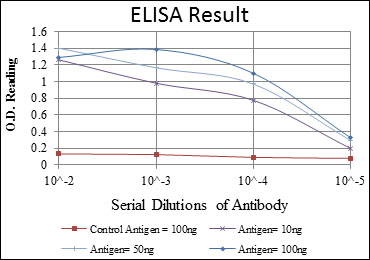 ELISA Result
1.6
1.4
1.2
1
0.8
0.6
0.4
0.2
0
O.D. Reading
10^-2 10^-3 10^-4 10^-5
Serial Dilutions of Antibody
Control Antigen = 100ng Antigen= 10ng
Antigen= 50ng Antigen= 100ng